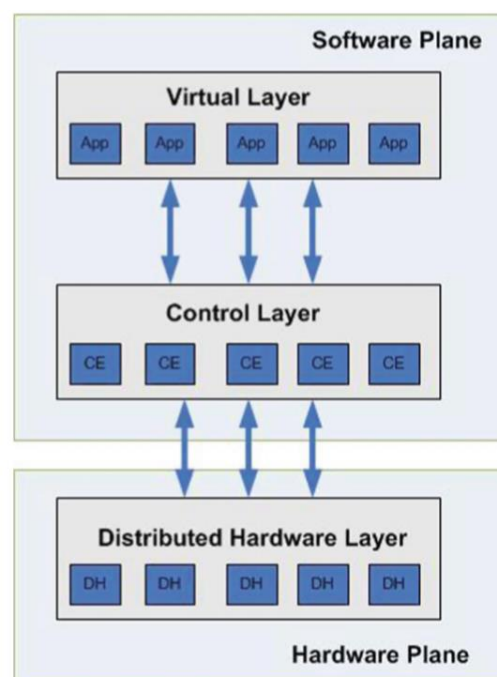 Software Plane
Virtual Layer
App App App App App
Control Layer
CE CE CE CE CE
Distributed Hardware Layer
DH DH DH DH DH
Hardware Plane